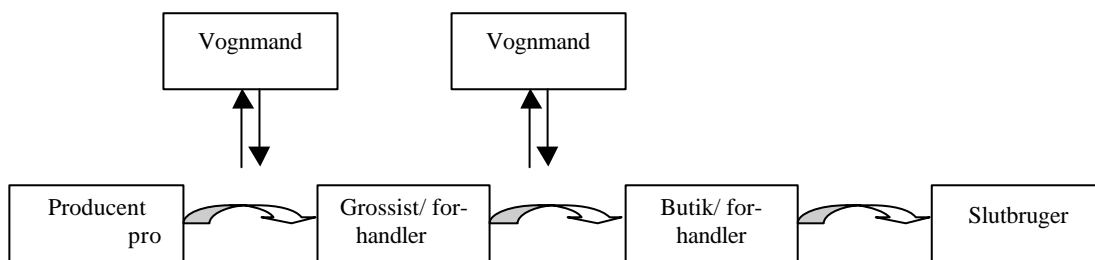 Vognmand
Vognmand
Producent
pro
Grossist/ for-
handler
Butik/ for-
handler
Slutbruger